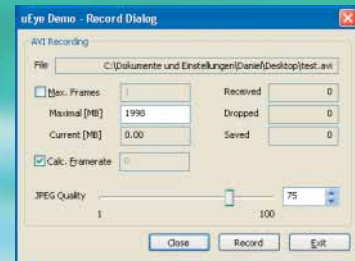 uEye Demo - Record Dialog
AVI Recording
File C:\Dokumente und Einstellungen\Daniel\Desktop\test.avi
Max. Frames 1 Received 0
Maximal [MB] 1998 Dropped 0
Current [MB] 0.00 Saved 0
Calc. Framerate 0
JPEG Quality 75
1 100
Close Record Exit